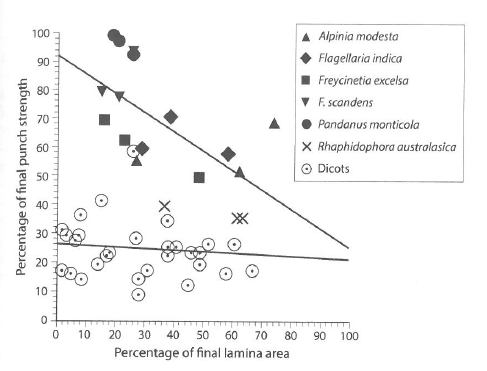 Percentage of final punch strength
100
90
80
70
60
50
40
30
20
10
0
0 10 20 30 40 50 60 70 80 90 100
Percentage of final lamina area
Alpinia modesta
Flagellaria indica
Freycinetia excelsa
F. scandens
Pandanus monticola
Rhaphidophora australasica
Dicots